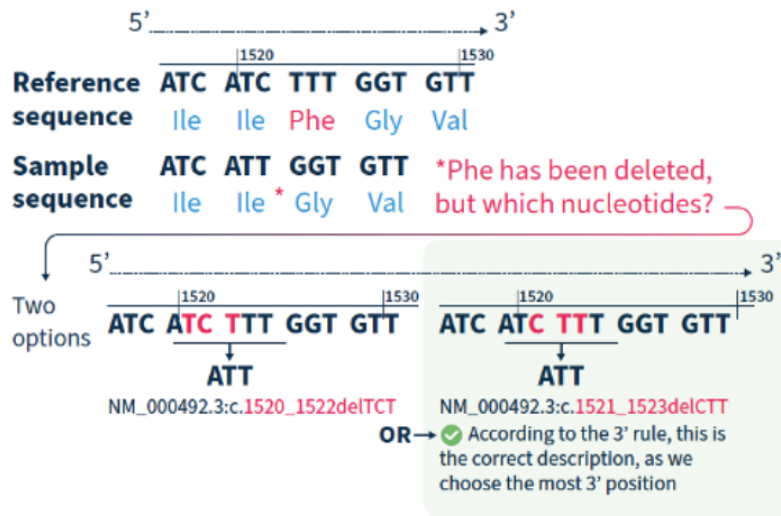 5’ 3’
1520 1530
Reference ATC ATC TTT GGT GTT
sequence Ile Ile Phe Gly Val
Sample ATC ATT GGT GTT *Phe has been deleted,
sequence Ile Ile * Gly Val but which nucleotides?
5’ 3’
Two options
1520 1530
ATC ATC TTT GGT GTT
ATT
NM_000492.3:c.1520_1522delTCT
OR
1520 1530
ATC ATC TTT GGT GTT
ATT
NM_000492.3:c.1521_1523delCTT
According to the 3’ rule, this is
the correct description, as we
choose the most 3’ position